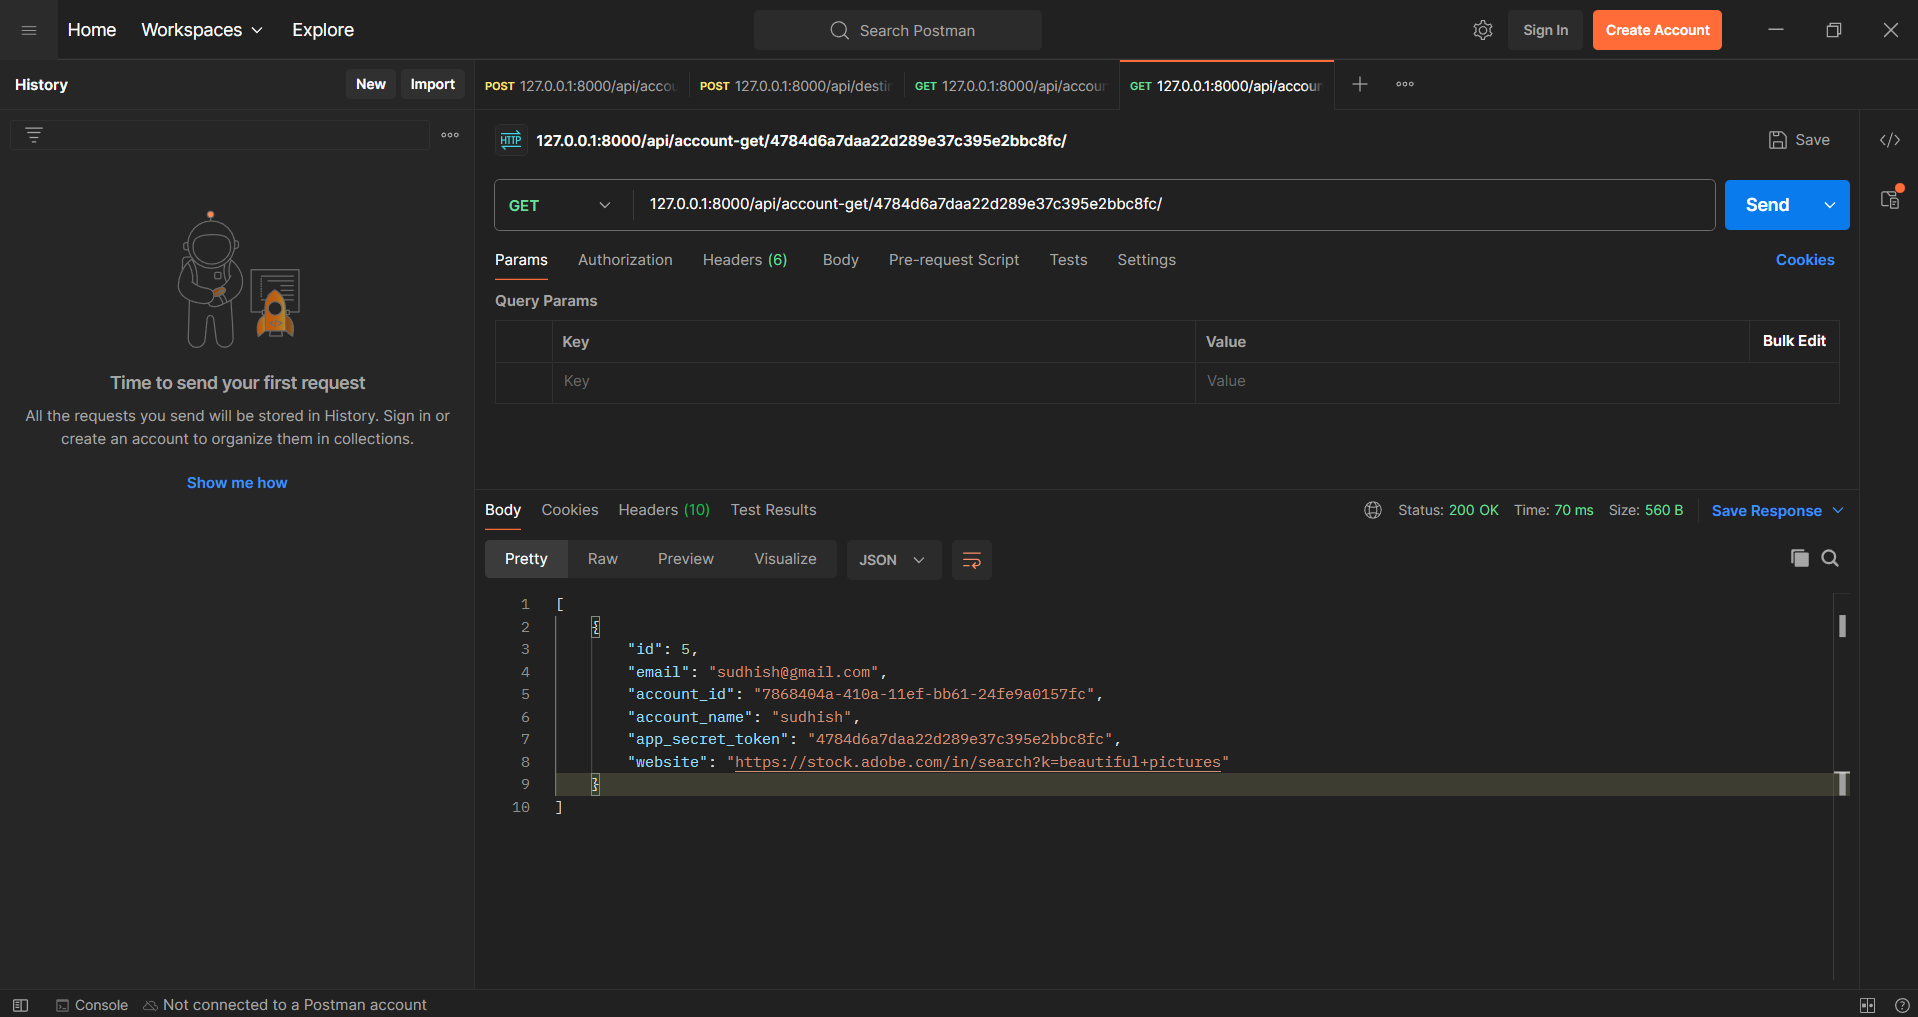 Home Workspaces Explore Search Postman Sign In Create Account
History New Import
POST 127.0.0.1:8000/api/accou POST 127.0.0.1:8000/api/destin GET 127.0.0.1:8000/api/accour GET 127.0.0.1:8000/api/accour
HTTP 127.0.0.1:8000/api/account-get/4784d6a7daa22d289e37c395e2bbc8fc/ Save
GET 127.0.0.1:8000/api/account-get/4784d6a7daa22d289e37c395e2bbc8fc/ Send
Params Authorization Headers (6) Body Pre-request Script Tests Settings Cookies
Query Params
Key Value Bulk Edit
Key Value
Time to send your first request
All the requests you send will be stored in History. Sign in or
create an account to organize them in collections.
Show me how
Body Cookies Headers (10) Test Results Status: 200 OK Time: 70 ms Size: 560 B Save Response
Pretty Raw Preview Visualize JSON
1 [
2 {
3 "id": 5,
4 "email": "sudhish@gmail.com",
5 "account_id": "7868404a-410a-11ef-bb61-24fe9a0157fc",
6 "account_name": "sudhish",
7 "app_secret_token": "4784d6a7daa22d289e37c395e2bbc8fc",
8 "website": "https://stock.adobe.com/in/search?k=beautiful+pictures"
9 }
10 ]
Console Not connected to a Postman account